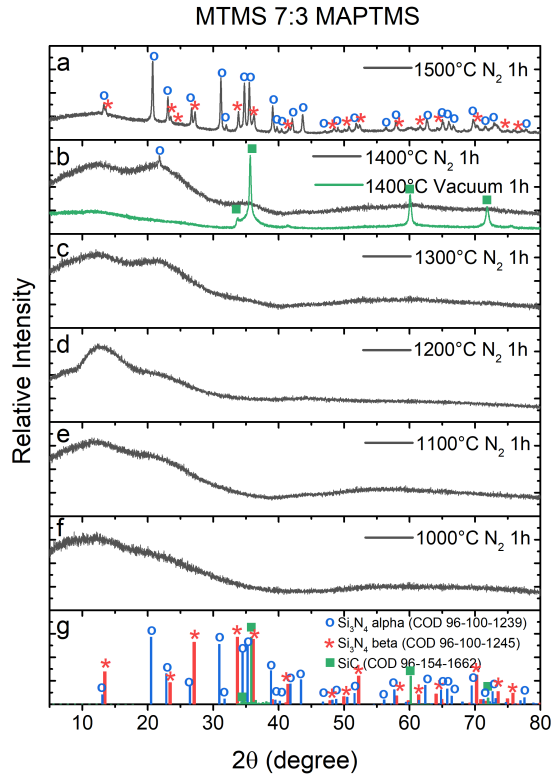 MTMS 7:3 MAPTMS
a
1500°C N₂ 1h
b
1400°C N₂ 1h
1400°C Vacuum 1h
c
1300°C N₂ 1h
d
1200°C N₂ 1h
e
1100°C N₂ 1h
f
1000°C N₂ 1h
g
Si₃N₄ alpha (COD 96-100-1239)
Si₃N₄ beta (COD 96-100-1245)
SiC (COD 96-154-1662)
Relative Intensity
10 20 30 40 50 60 70 80
2θ (degree)